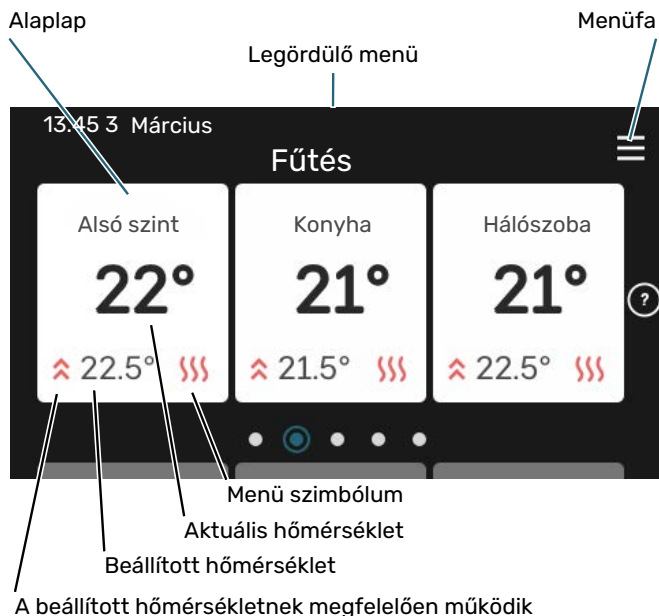 Alaplap
Menüfa
Legördülő menü
13.45 3 Március
Fűtés
Alsó szint
Konyha
Hálószoba
22°
21°
21°
?
22.5°
21.5°
22.5°
Menü szimbólum
Aktuális hőmérséklet
Beállított hőmérséklet
A beállított hőmérsékletnek megfelelően működik